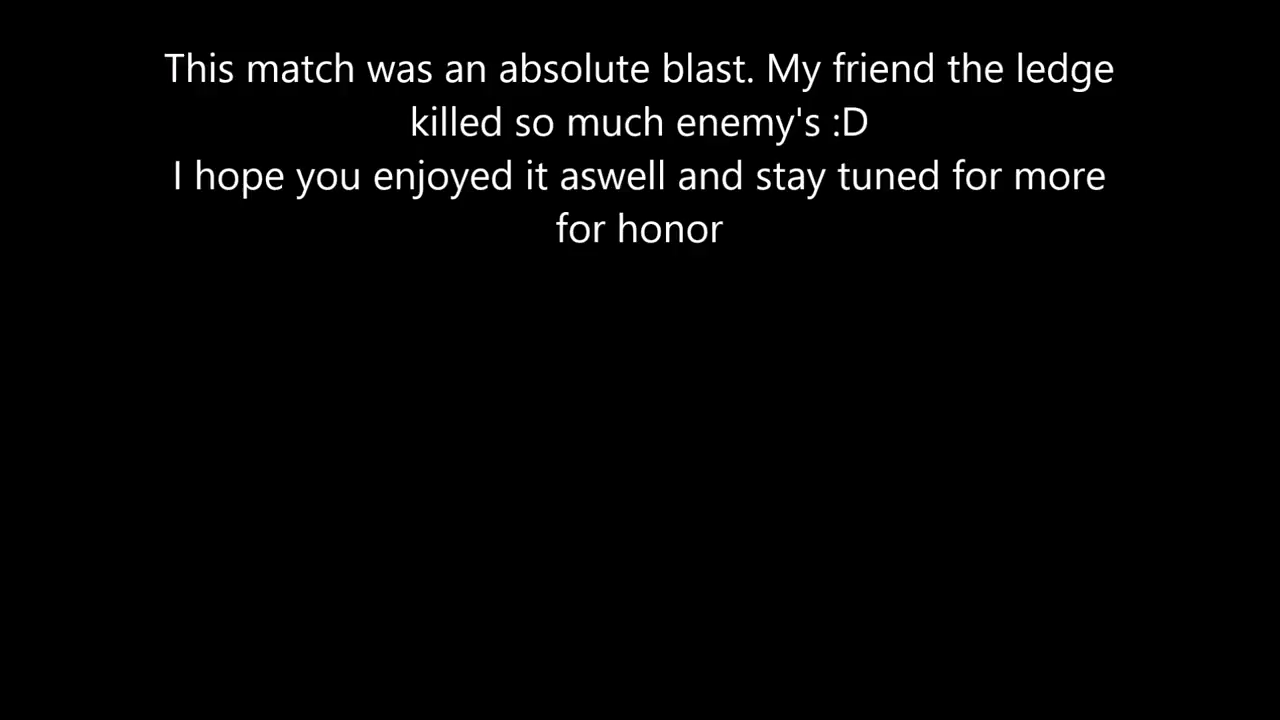 This match was an absolute blast. My friend the ledge
killed so much enemy's :D
I hope you enjoyed it aswell and stay tuned for more
for honor